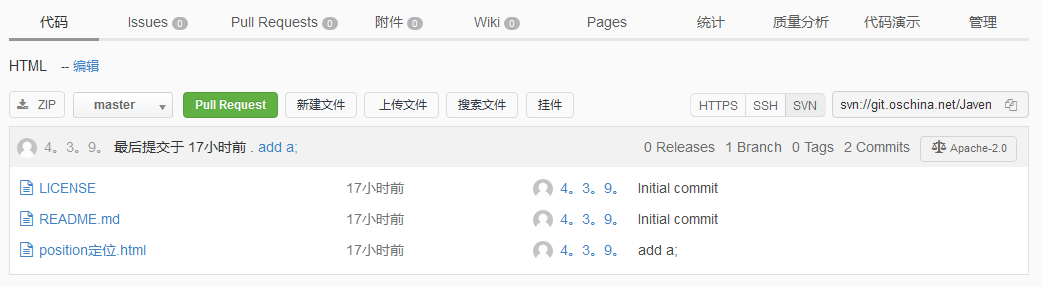 代码 Issues 0 Pull Requests 0 附件 0 Wiki 0 Pages 统计 质量分析 代码演示 管理
HTML -- 编辑
ZIP master Pull Request 新建文件 上传文件 搜索文件 挂件 HTTPS SSH SVN svn://git.oschina.net/Javen
4。3。9。 最后提交于 17小时前 . add a; 0 Releases 1 Branch 0 Tags 2 Commits Apache-2.0
LICENSE 17小时前 4。3。9。 Initial commit
README.md 17小时前 4。3。9。 Initial commit
position定位.html 17小时前 4。3。9。 add a;